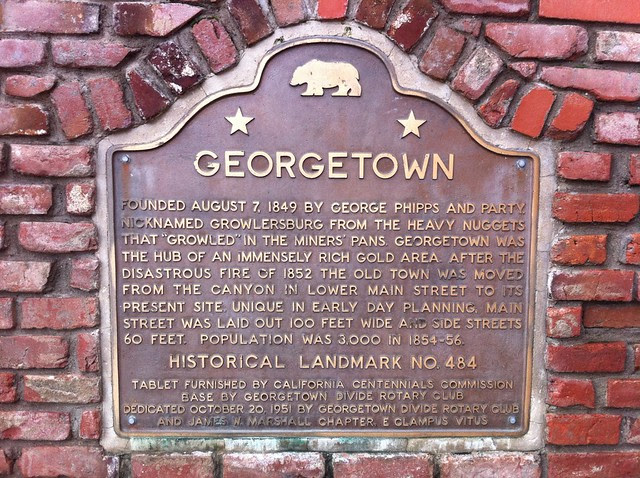 GEORGETOWN
FOUNDED AUGUST 7, 1849 BY GEORGE PHIPPS AND PARTY,
NICKNAMED GROWLERSBURG FROM THE HEAVY NUGGETS
THAT "GROWLED" IN THE MINERS' PANS. GEORGETOWN WAS
THE HUB OF AN IMMENSELY RICH GOLD AREA. AFTER THE
DISASTROUS FIRE OF 1852 THE OLD TOWN WAS MOVED
FROM THE CANYON IN LOWER MAIN STREET TO ITS
PRESENT SITE. UNIQUE IN EARLY DAY PLANNING, MAIN
STREET WAS LAID OUT 100 FEET WIDE AND SIDE STREETS
60 FEET. POPULATION WAS 3,000 IN 1854-56.
HISTORICAL LANDMARK NO. 484
TABLET FURNISHED BY CALIFORNIA CENTENNIALS COMMISSION
BASE BY GEORGETOWN DIVIDE ROTARY CLUB
DEDICATED OCTOBER 20, 1951 BY GEORGETOWN DIVIDE ROTARY CLUB
AND JAMES W. MARSHALL CHAPTER, E CLAMPUS VITUS